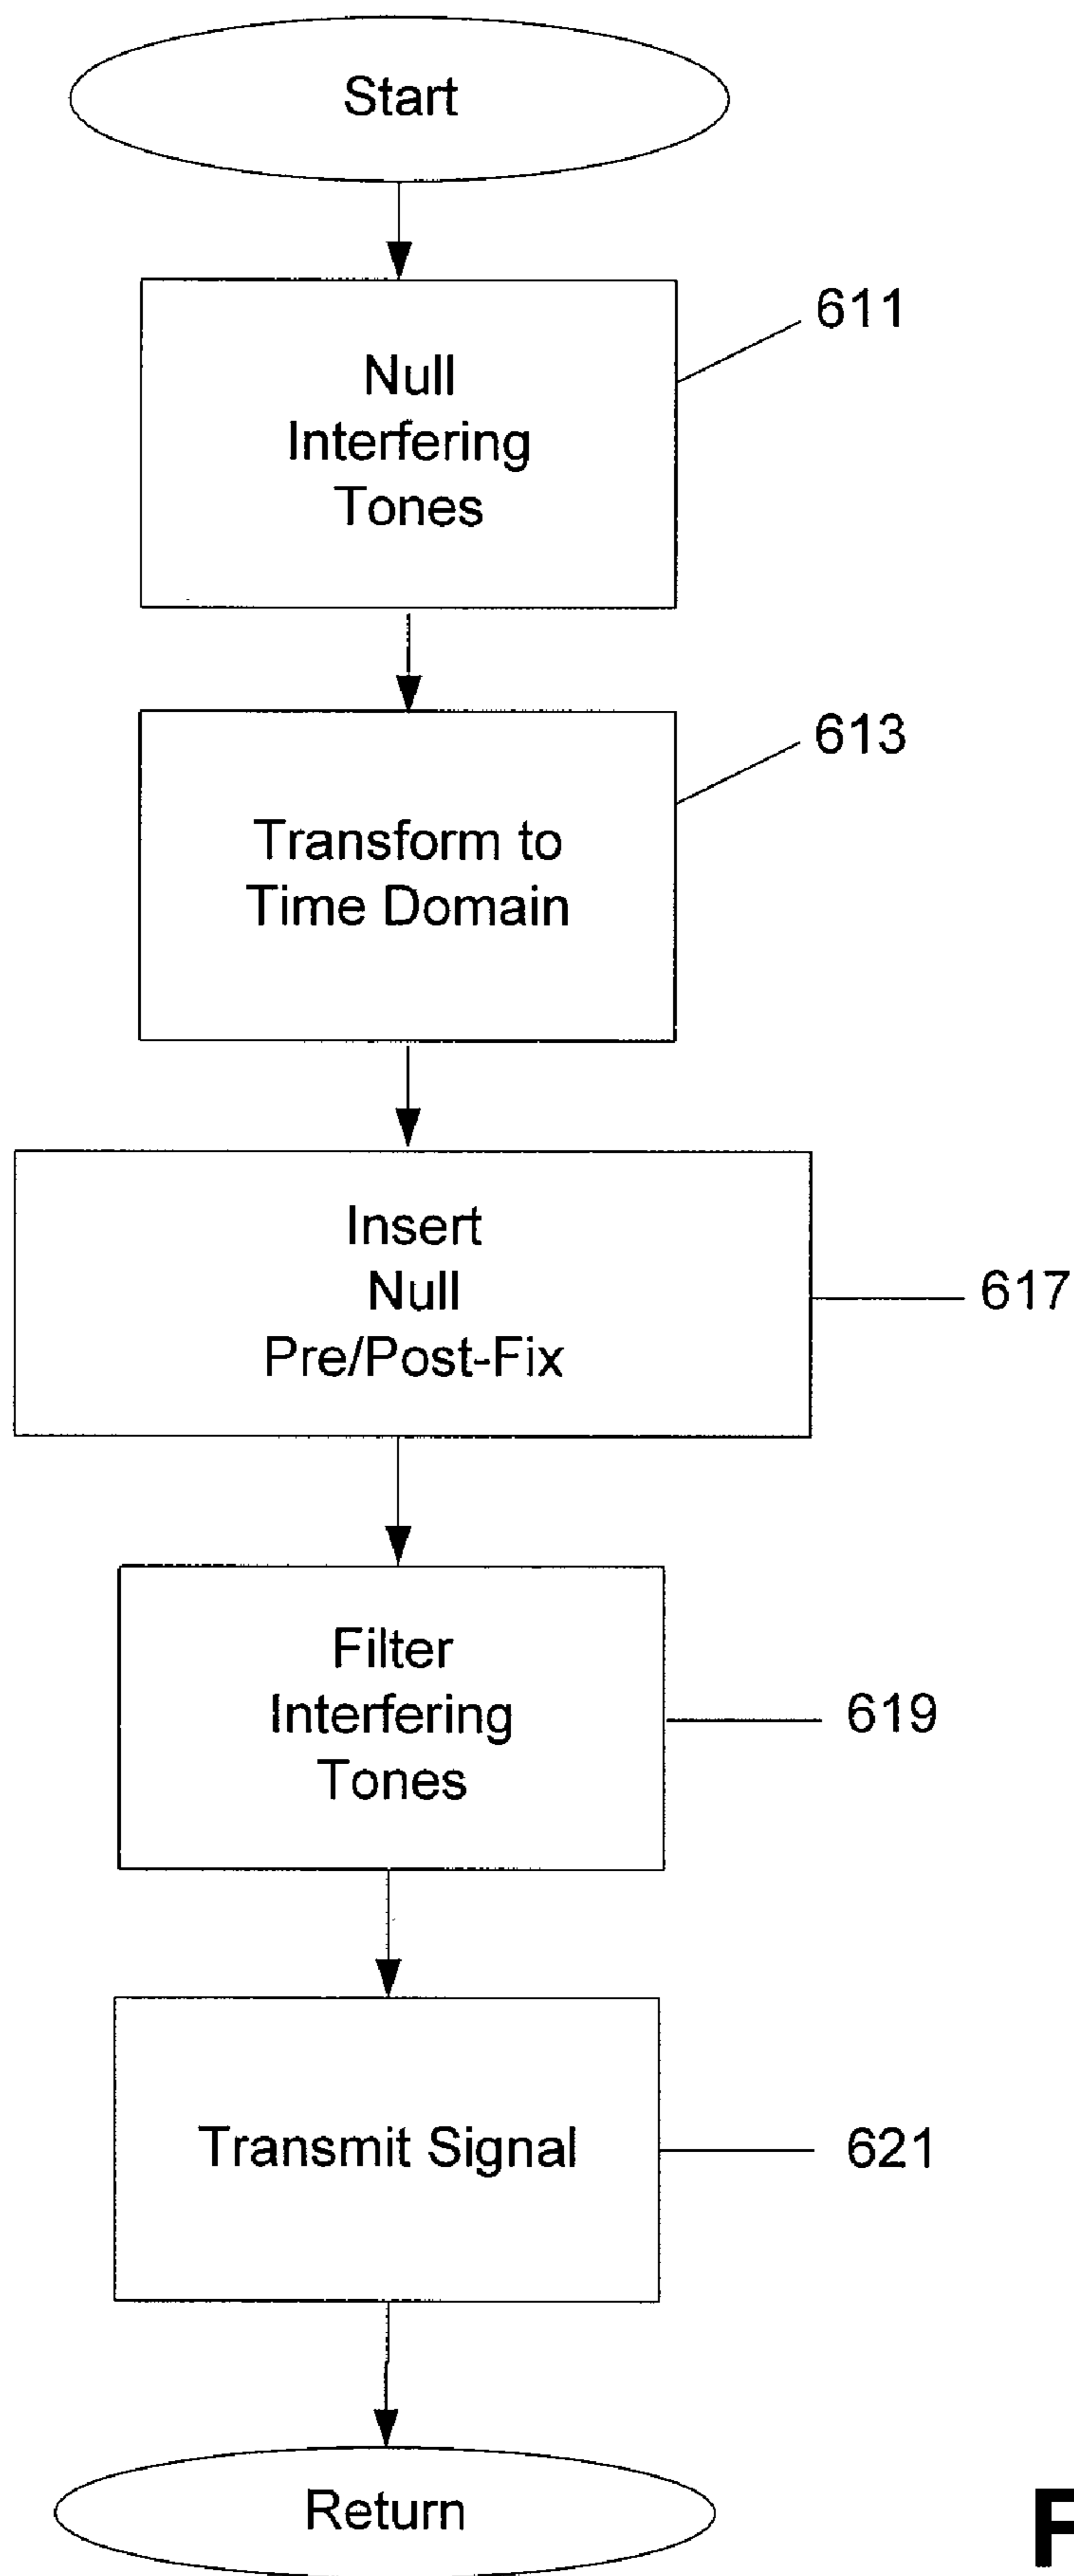 Start
Null
Interfering
Tones
611
Transform to
Time Domain
613
Insert
Null
Pre/Post-Fix
617
Filter
Interfering
Tones
619
Transmit Signal
621
Return